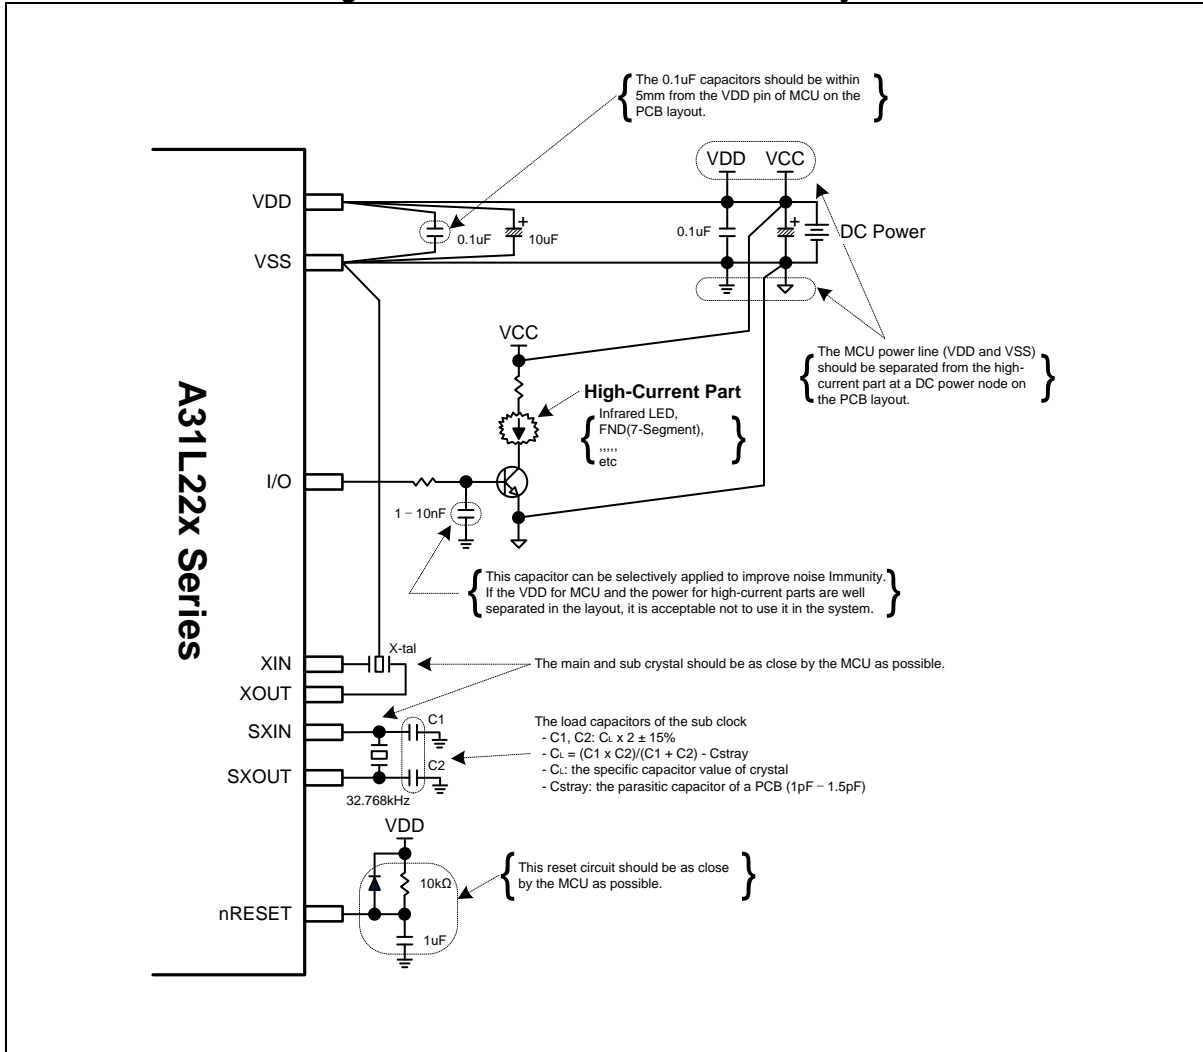 The 0.1uF capacitors should be within
5mm from the VDD pin of MCU on the
PCB layout.
VDD VCC
VDD
0.1uF
10uF
0.1uF
DC Power
VSS
VCC
The MCU power line (VDD and VSS)
should be separated from the high-
current part at a DC power node on
the PCB layout.
High-Current Part
Infrared LED,
FND(7-Segment),
,,,,,
etc
A31L22x Series
I/O
1 – 10nF
This capacitor can be selectively applied to improve noise Immunity.
If the VDD for MCU and the power for high-current parts are well
separated in the layout, it is acceptable not to use it in the system.
X-tal
XIN
The main and sub crystal should be as close by the MCU as possible.
XOUT
SXIN
C1
The load capacitors of the sub clock
- C1, C2: CL x 2 ± 15%
- CL = (C1 x C2)/(C1 + C2) - Cstray
- CL: the specific capacitor value of crystal
- Cstray: the parasitic capacitor of a PCB (1pF – 1.5pF)
C2
SXOUT
32.768kHz
VDD
This reset circuit should be as close
by the MCU as possible.
10kΩ
nRESET
1uF